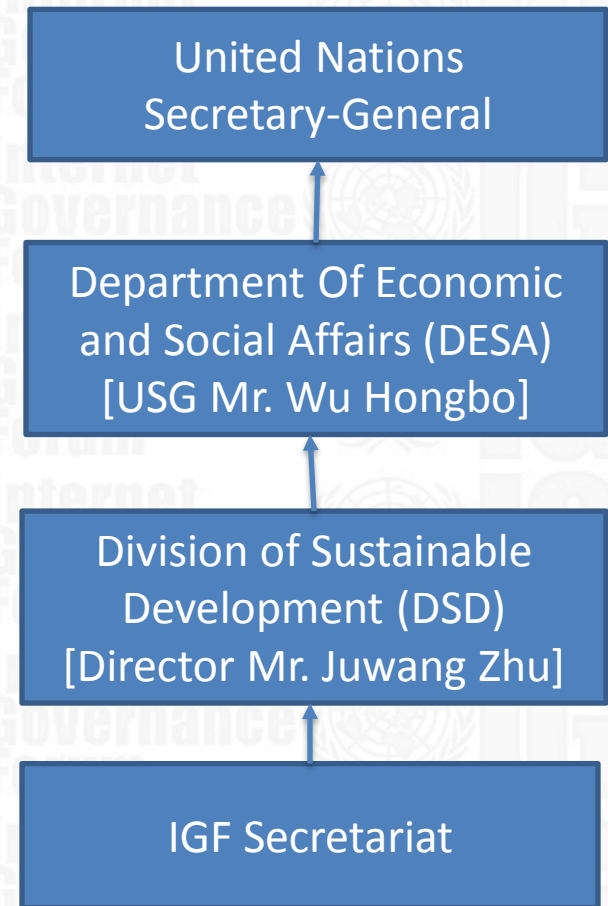 United Nations
Secretary-General
Department Of Economic
and Social Affairs (DESA)
[USG Mr. Wu Hongbo]
Division of Sustainable
Development (DSD)
[Director Mr. Juwang Zhu]
IGF Secretariat